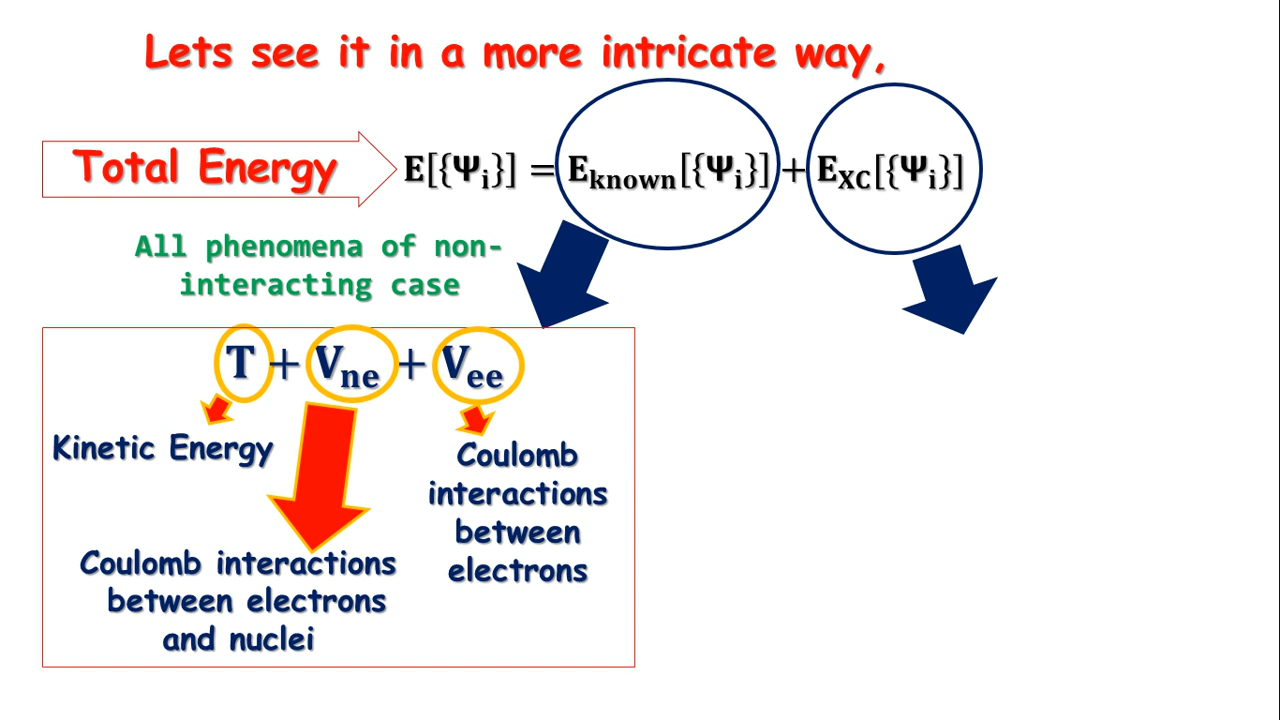 Lets see it in a more intricate way,
Total Energy
E[{Ψi}] = Eknown[{Ψi}] + EXC[{Ψi}]
All phenomena of non-
interacting case
T + Vne + Vee
Kinetic Energy
Coulomb interactions
between electrons
and nuclei
Coulomb
interactions
between
electrons